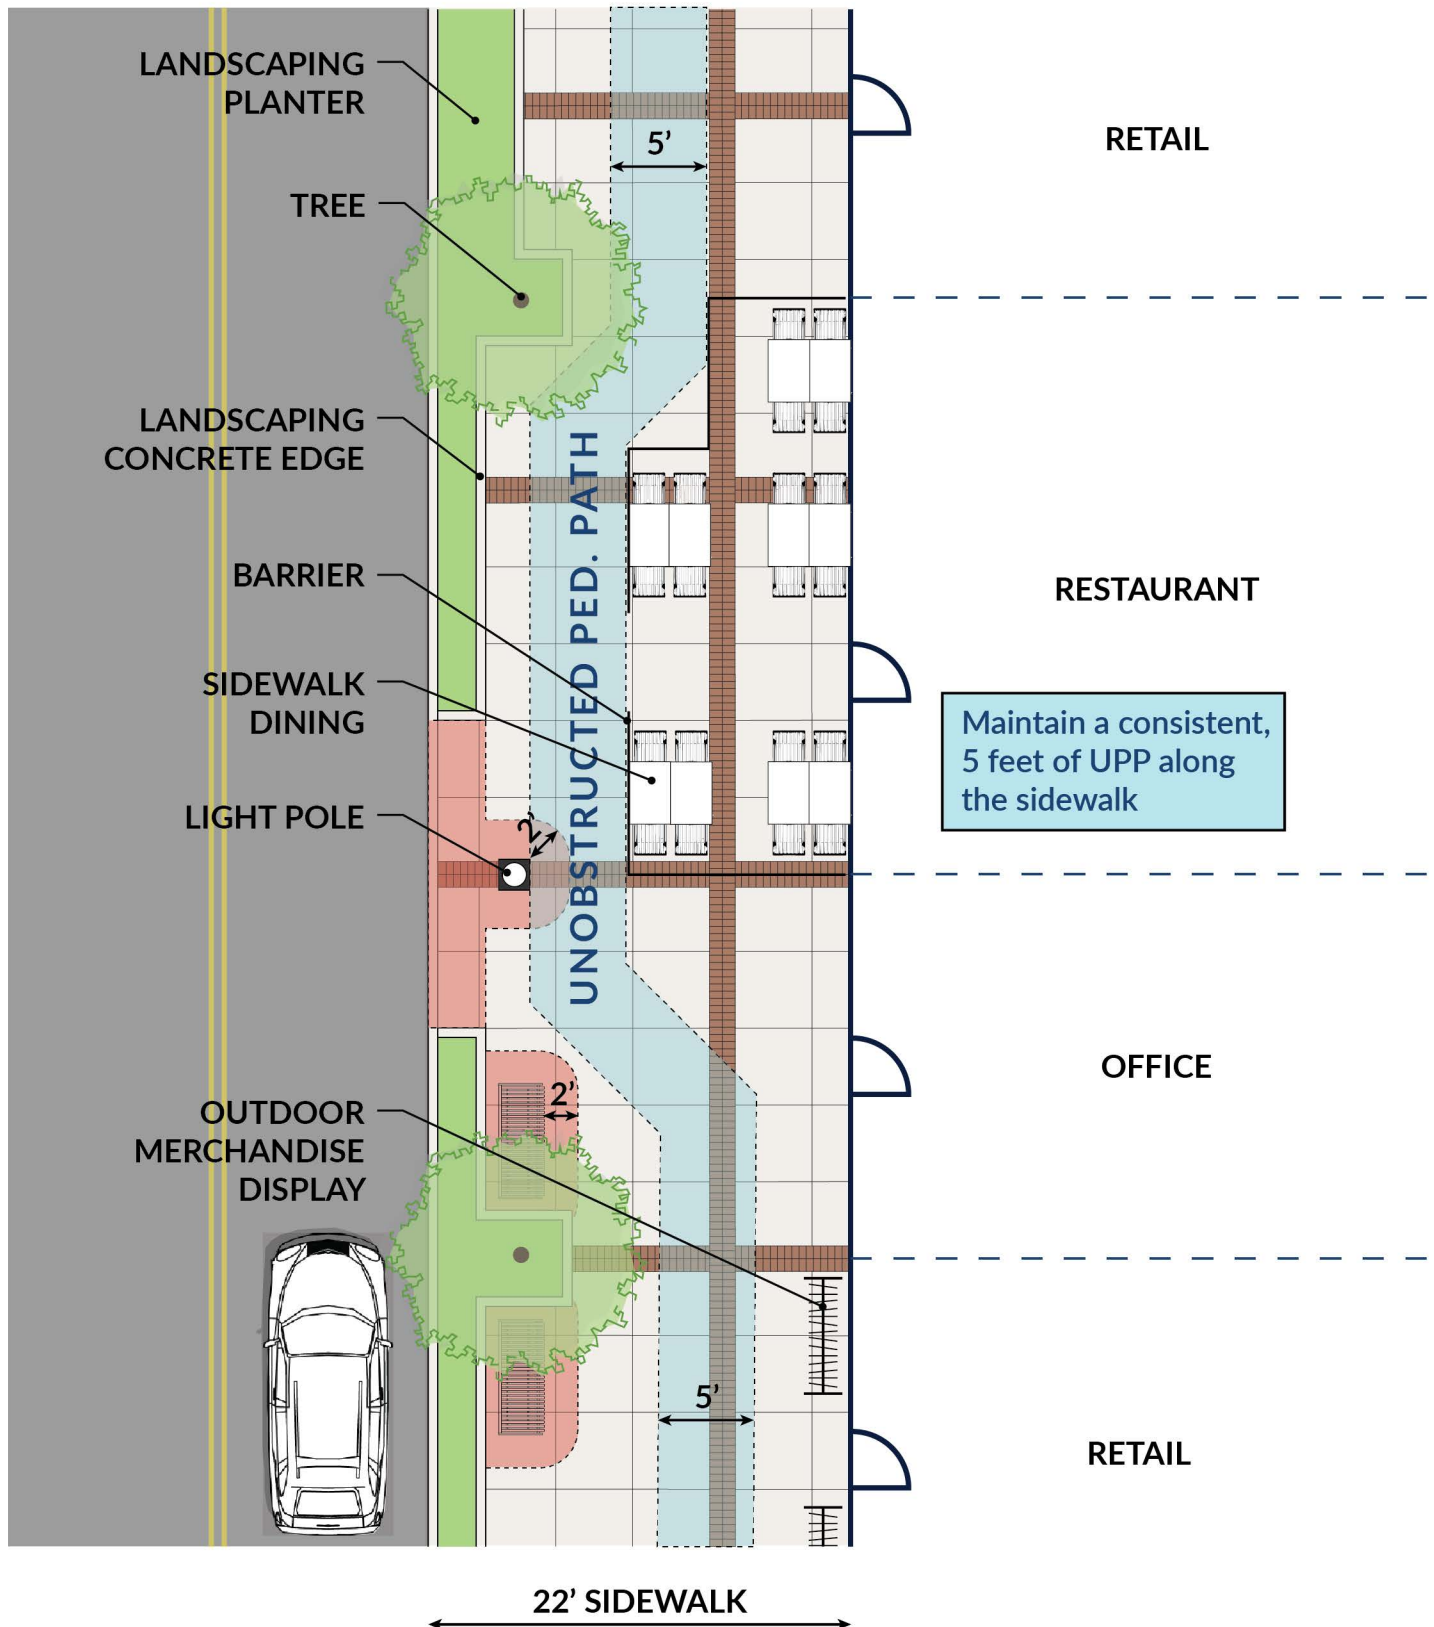 LANDSCAPING
PLANTER
RETAIL
5’
TREE
LANDSCAPING
CONCRETE EDGE
UNOBSTRUCTED PED. PATH
BARRIER
RESTAURANT
SIDEWALK
DINING
Maintain a consistent,
5 feet of UPP along
the sidewalk
LIGHT POLE
2’
OFFICE
2’
OUTDOOR
MERCHANDISE
DISPLAY
5’
RETAIL
22’ SIDEWALK